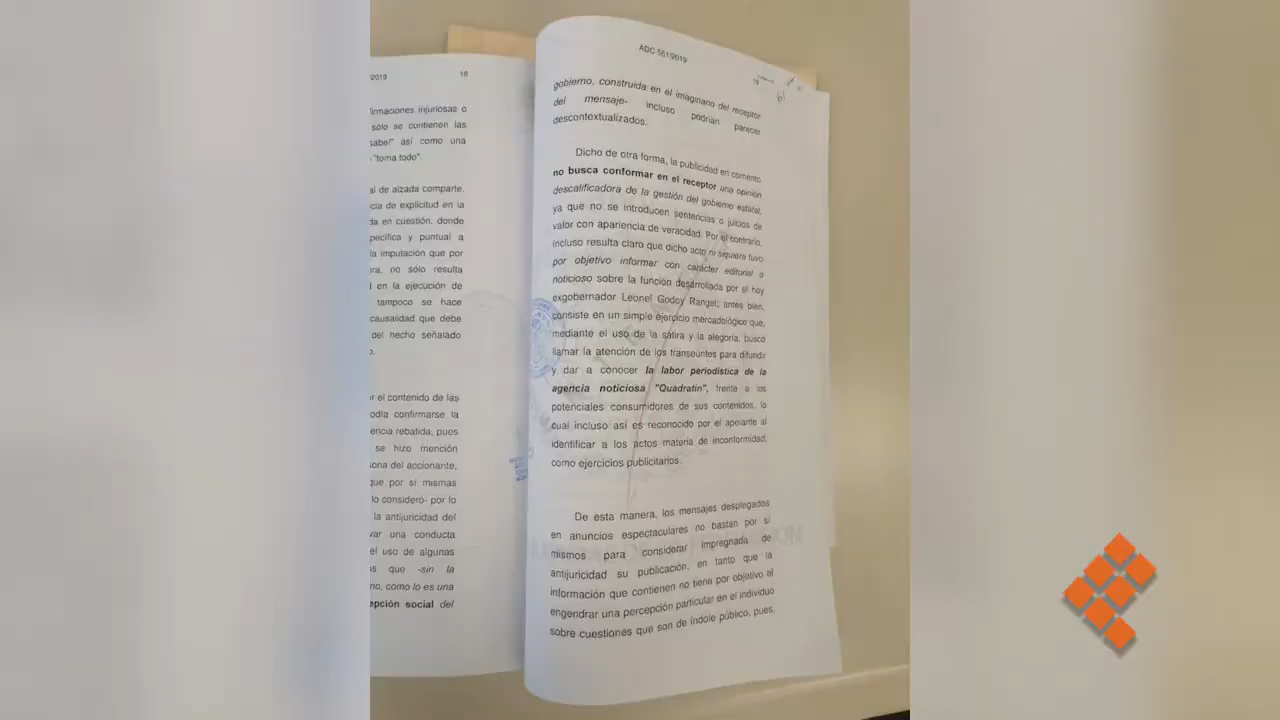 2019 18
firmaciones injuriosas o
sólo se contienen las
sabe!" así como una
"toma todo".
al de alzada comparte,
cia de explicitud en la
da en cuestión, donde
pecífica y puntual a
la imputación que por
ora, no sólo resulta
en la ejecución de
tampoco se hace
causalidad que debe
del hecho señalado
o.
r el contenido de las
odía confirmarse la
encia rebatida, pues
se hizo mención
sona del accionante,
que por sí mismas
lo consideró- por lo
la antijuricidad del
var una conducta
el uso de algunas
s que -sin la
no, como lo es una
epción social del
ADC 561/2019
19
61
gobierno, construida en el imaginario del receptor
del mensaje- incluso podrían parecer
descontextualizados.
Dicho de otra forma, la publicidad en comento
no busca conformar en el receptor una opinión
descalificadora de la gestión del gobierno estatal,
ya que no se introducen sentencias o juicios de
valor con apariencia de veracidad. Por el contrario,
incluso resulta claro que dicho acto ni siquiera tuvo
por objetivo informar con carácter editorial o
noticioso sobre la función desarrollada por el hoy
exgobernador Leonel Godoy Rangel; antes bien,
consiste en un simple ejercicio mercadológico que,
mediante el uso de la sátira y la alegoría, buscó
llamar la atención de los transeúntes para difundir
y dar a conocer la labor periodística de la
agencia noticiosa "Quadratín", frente a los
potenciales consumidores de sus contenidos, lo
cual incluso así es reconocido por el apelante al
identificar a los actos materia de inconformidad,
como ejercicios publicitarios.
De esta manera, los mensajes desplegados
en anuncios espectaculares no bastan por sí
mismos para considerar impregnada de
antijuricidad su publicación, en tanto que la
información que contienen no tiene por objetivo el
engendrar una percepción particular en el individuo
sobre cuestiones que son de índole público, pues,